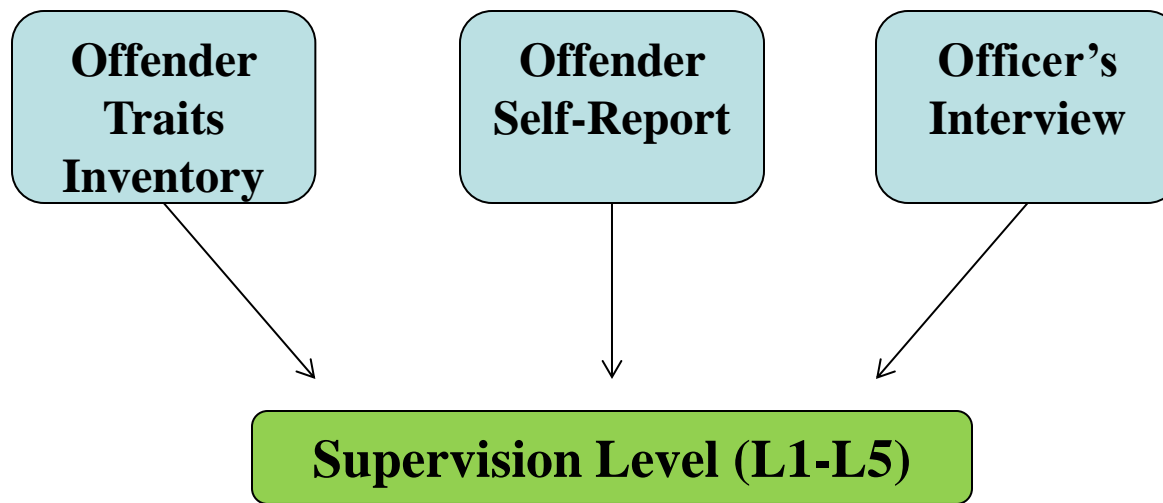 Offender
Traits
Inventory
Offender
Self-Report
Officer’s
Interview
Supervision Level (L1-L5)